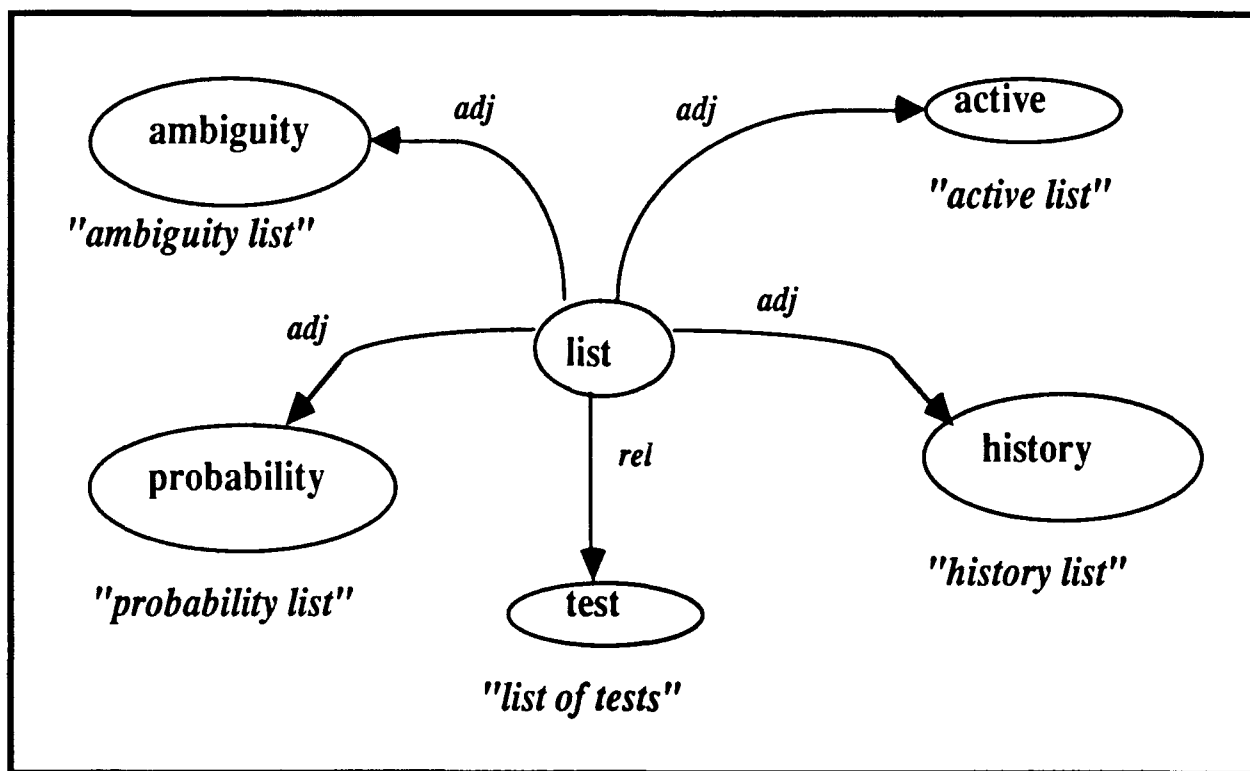 adj
adj
ambiguity
active
"ambiguity list"
"active list"
adj
adj
list
probability
rel
history
"probability list"
test
"history list"
"list of tests"